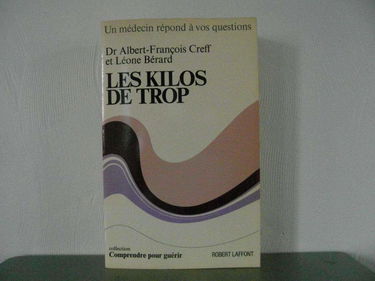 Un médecin répond à vos questions
Dr Albert-François Creff
et Léone Bérard
LES KILOS
DE TROP
collection
Comprendre pour guérir
ROBERT LAFFONT